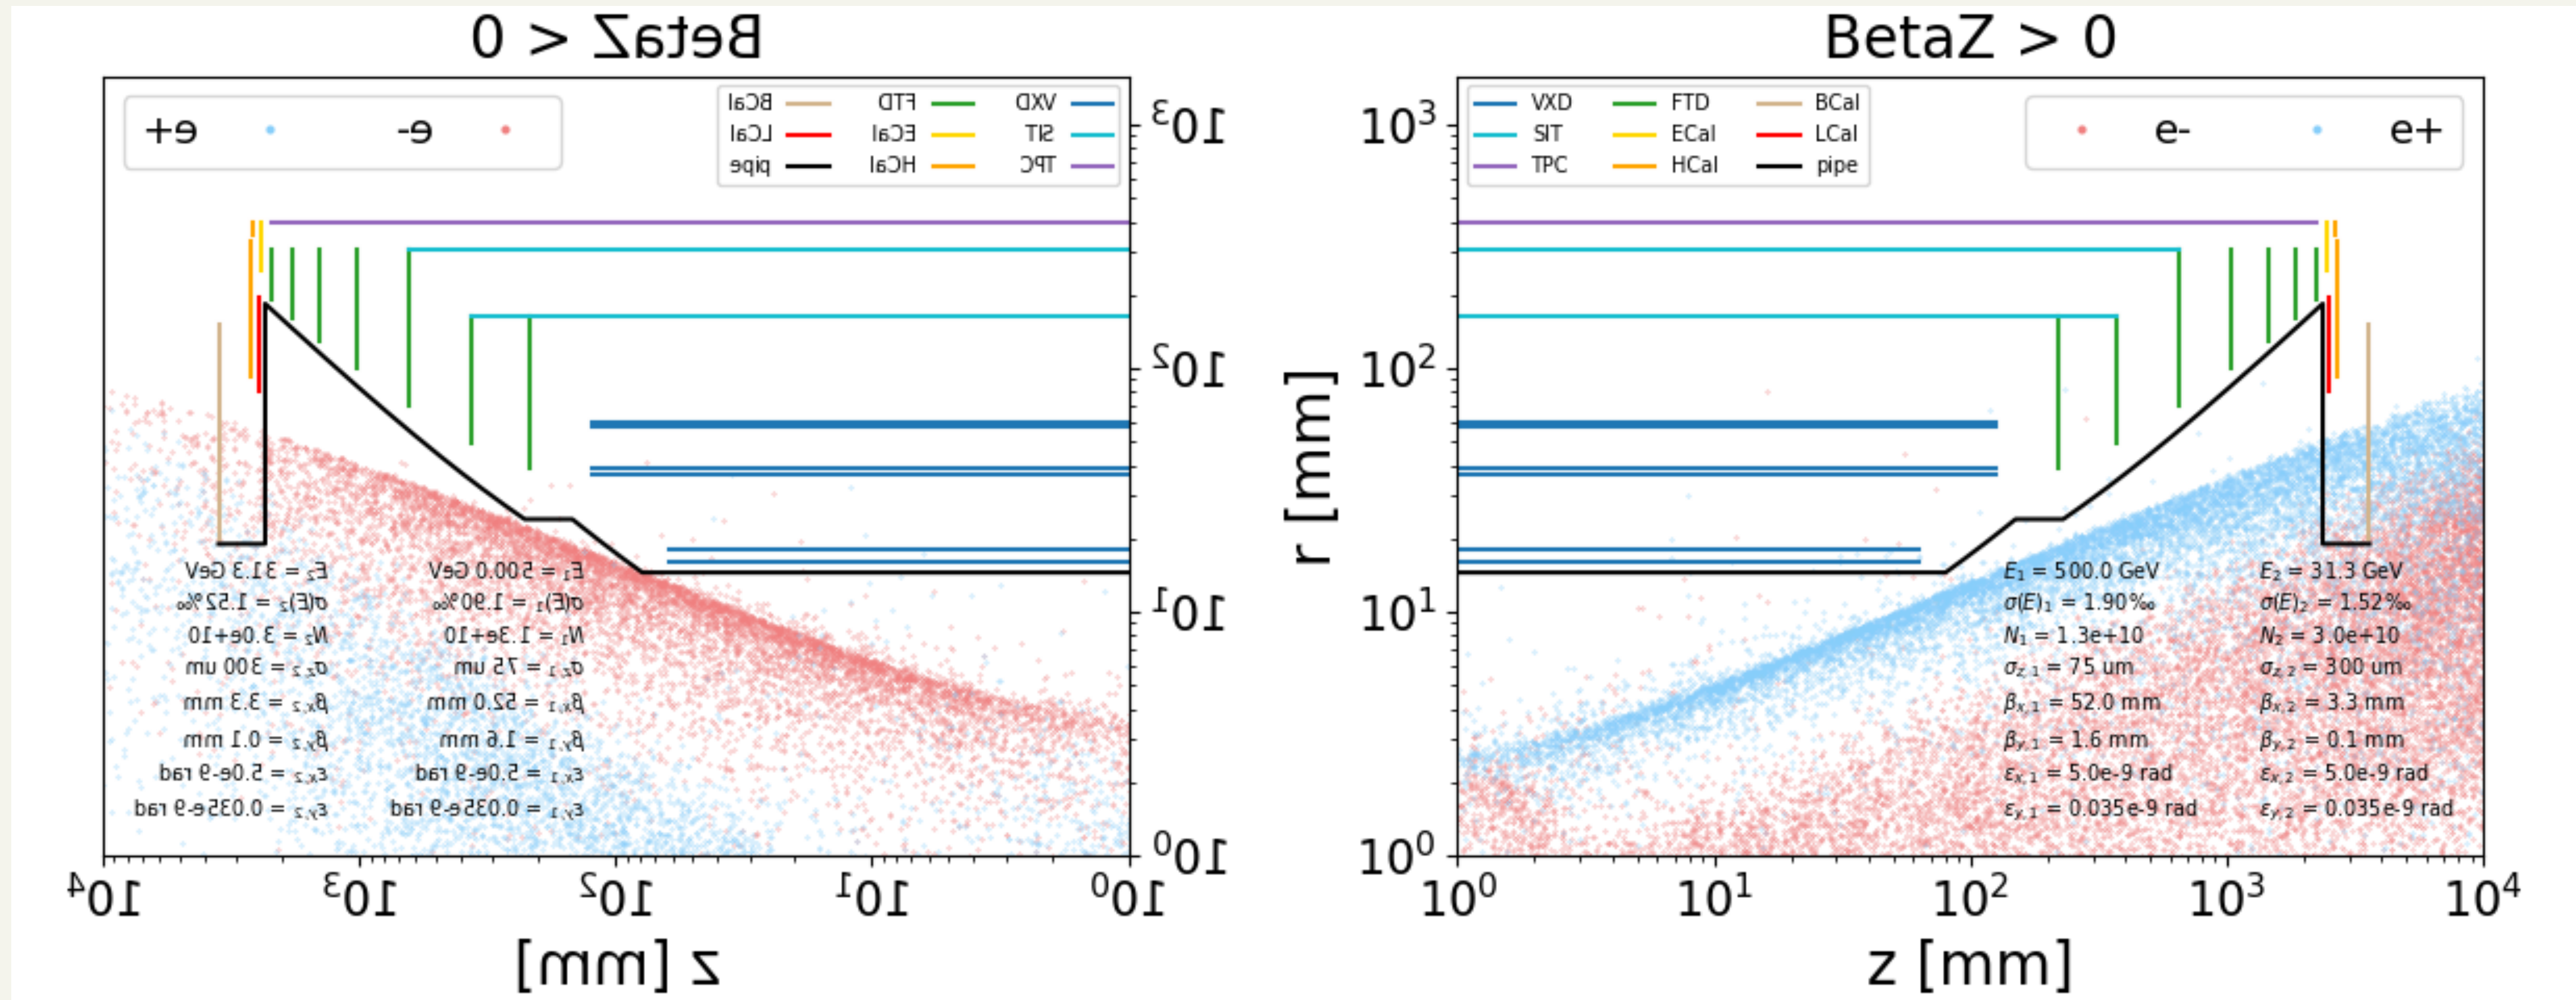 BetaZ < 0
BetaZ > 0
e- e+
VXD FTD BCal
SIT ECal LCal
TPC HCal pipe
10³
10²
10¹
10⁰
E₁ = 500.0 GeV E₂ = 31.3 GeV
σ(E)₁ = 1.90‰ σ(E)₂ = 1.52‰
N₁ = 1.3e+10 N₂ = 3.0e+10
σz,1 = 75 um σz,2 = 300 um
βx,1 = 52.0 mm βx,2 = 3.3 mm
βy,1 = 1.6 mm βy,2 = 0.1 mm
εx,1 = 5.0e-9 rad εx,2 = 5.0e-9 rad
εy,1 = 0.035e-9 rad εy,2 = 0.035e-9 rad
10⁴ 10³ 10² 10¹ 10⁰
z [mm]
r [mm]
10³
10²
10¹
10⁰
VXD FTD BCal
SIT ECal LCal
TPC HCal pipe
e- e+
E₁ = 500.0 GeV E₂ = 31.3 GeV
σ(E)₁ = 1.90‰ σ(E)₂ = 1.52‰
N₁ = 1.3e+10 N₂ = 3.0e+10
σz,1 = 75 um σz,2 = 300 um
βx,1 = 52.0 mm βx,2 = 3.3 mm
βy,1 = 1.6 mm βy,2 = 0.1 mm
εx,1 = 5.0e-9 rad εx,2 = 5.0e-9 rad
εy,1 = 0.035e-9 rad εy,2 = 0.035e-9 rad
10⁰ 10¹ 10² 10³ 10⁴
z [mm]